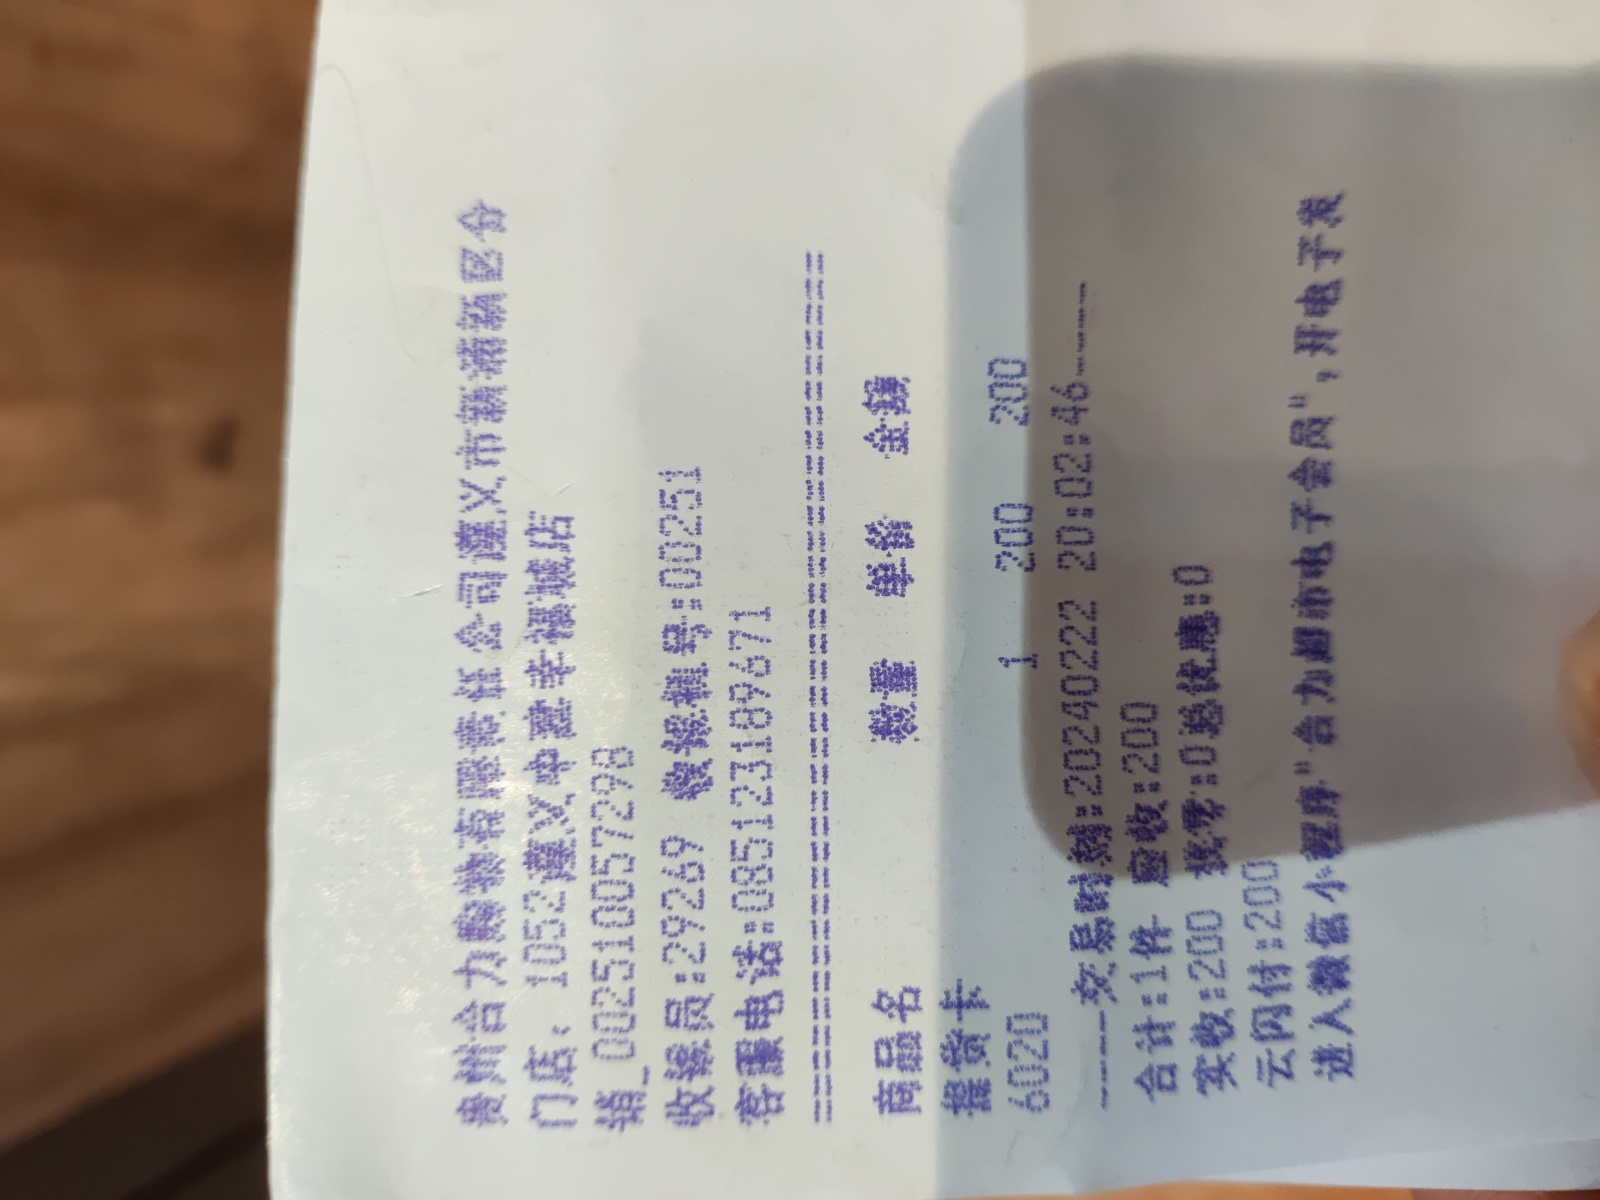 贵州合力购物有限责任公司遵义市新蒲新区合
门店: 1052遵义中建幸福城店
销_0025100057298
收银员:29269 收银机号:00251
客服电话:085123189671
================================
商品名 数量 单价 金额
提货卡
6020 1 200 200
-----交易时刻:20240222 20:02:46-----
合计:1件 应收:200
实收:200 找零:0总优惠:0
云闪付:200
进入微信小程序"合力超市电子会员",开电子发